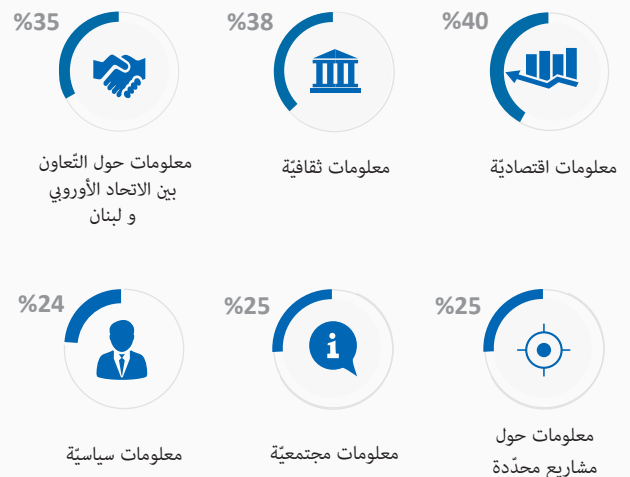 %40
معلومات اقتصاديّة
%38
معلومات ثقافيّة
%35
معلومات حول التّعاون
بين الاتحاد الأوروبي
و لبنان
%25
معلومات حول
مشاريع محدّدة
%25
i
معلومات مجتمعيّة
%24
معلومات سياسيّة